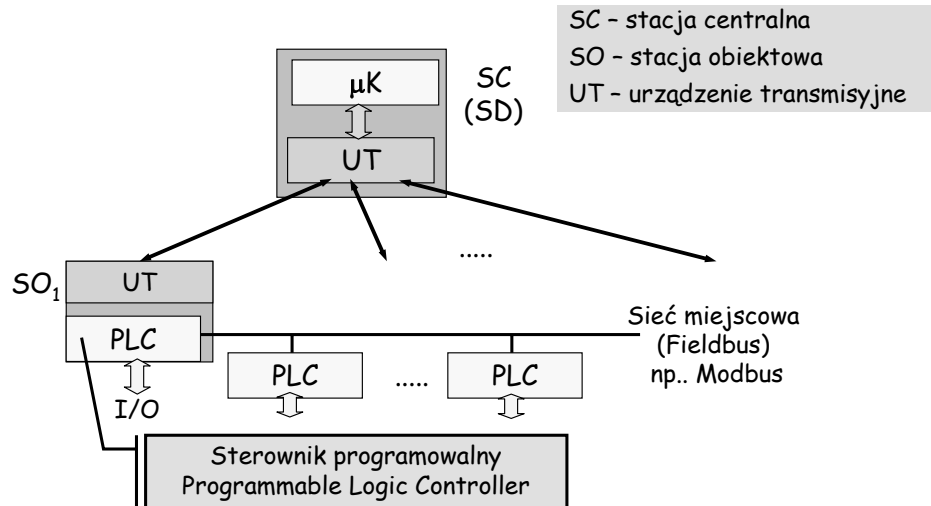 SC – stacja centralna
SO – stacja obiektowa
UT – urządzenie transmisyjne
μK
SC
(SD)
UT
.....
SO1
UT
PLC
Sieć miejscowa
(Fieldbus)
np.. Modbus
PLC
.....
PLC
I/O
Sterownik programowalny
Programmable Logic Controller